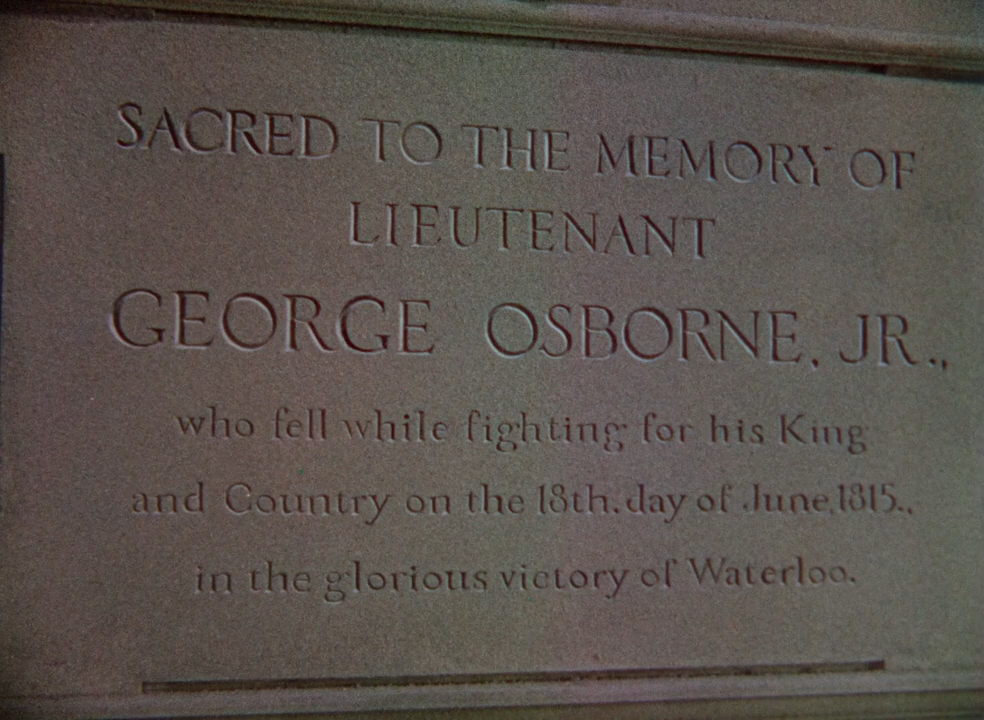 SACRED TO THE MEMORY OF
LIEUTENANT
GEORGE OSBORNE, JR.,
who fell while fighting for his King
and Country on the 18th. day of June, 1815.,
in the glorious victory of Waterloo.